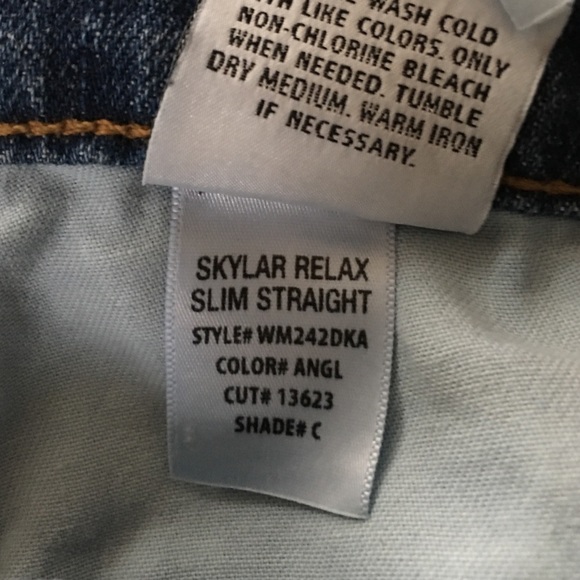 WASH COLD
LIKE COLORS. ONLY
NON-CHLORINE BLEACH
WHEN NEEDED. TUMBLE
DRY MEDIUM. WARM IRON
IF NECESSARY.
SKYLAR RELAX
SLIM STRAIGHT
STYLE# WM242DKA
COLOR# ANGL
CUT# 13623
SHADE# C